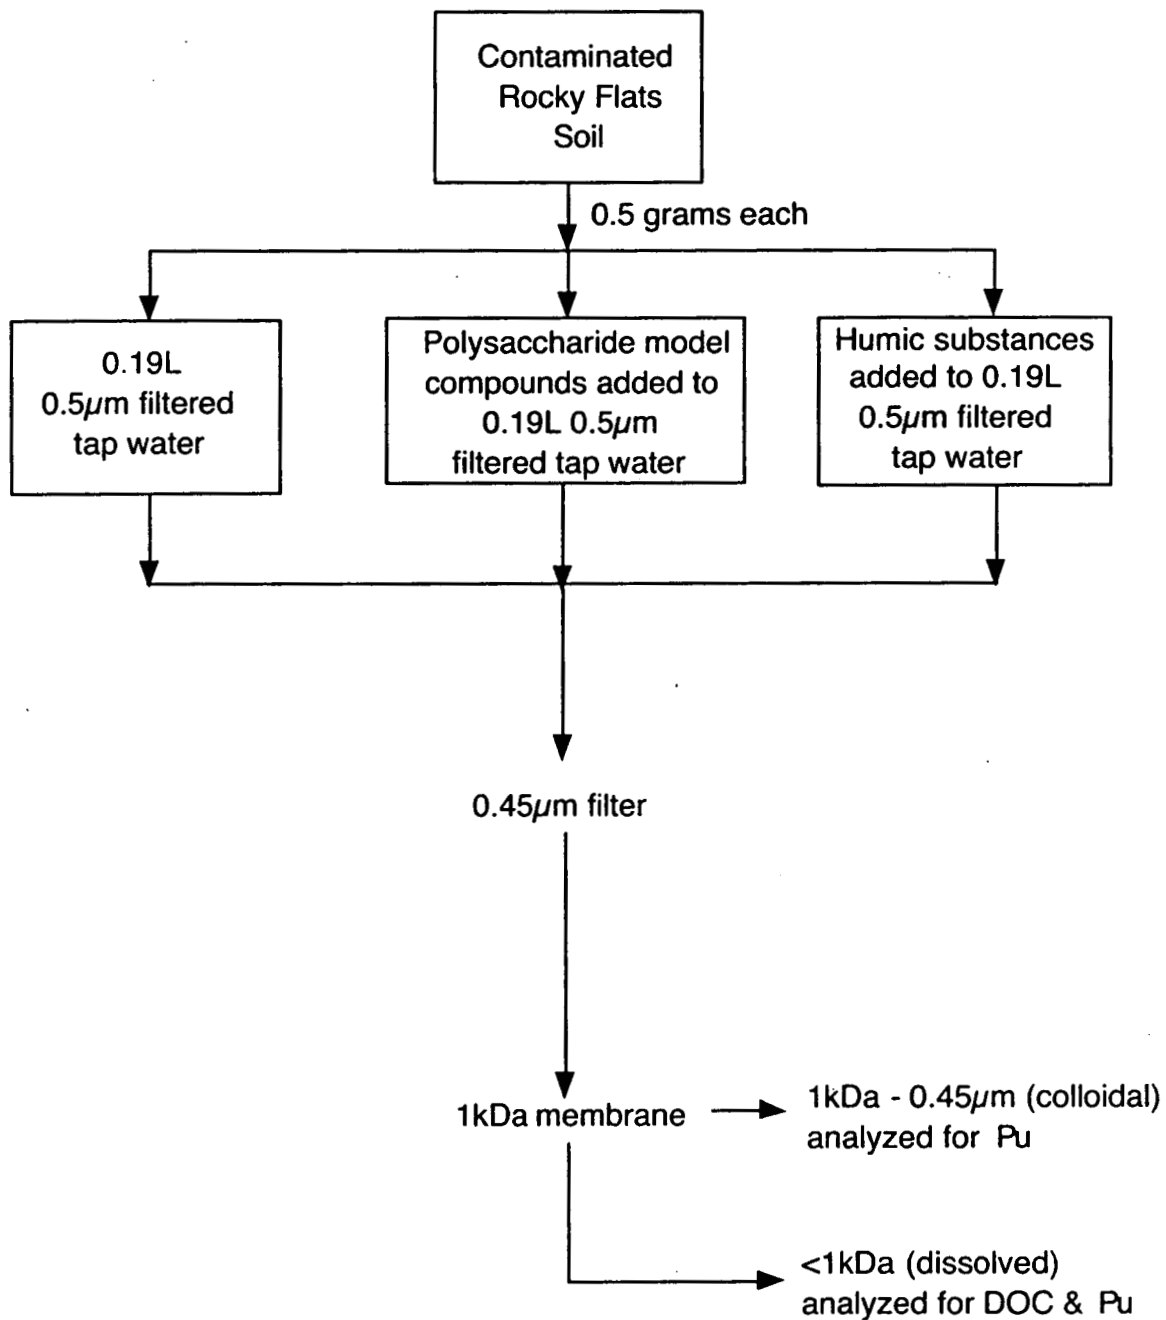 Contaminated
Rocky Flats
Soil
0.5 grams each
0.19L
0.5µm filtered
tap water
Polysaccharide model
compounds added to
0.19L 0.5µm
filtered tap water
Humic substances
added to 0.19L
0.5µm filtered
tap water
0.45µm filter
1kDa membrane
1kDa - 0.45µm (colloidal)
analyzed for Pu
<1kDa (dissolved)
analyzed for DOC & Pu